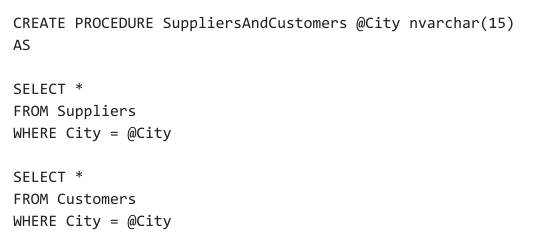 CREATE PROCEDURE SuppliersAndCustomers @City nvarchar(15)
AS
SELECT *
FROM Suppliers
WHERE City = @City
SELECT *
FROM Customers
WHERE City = @City